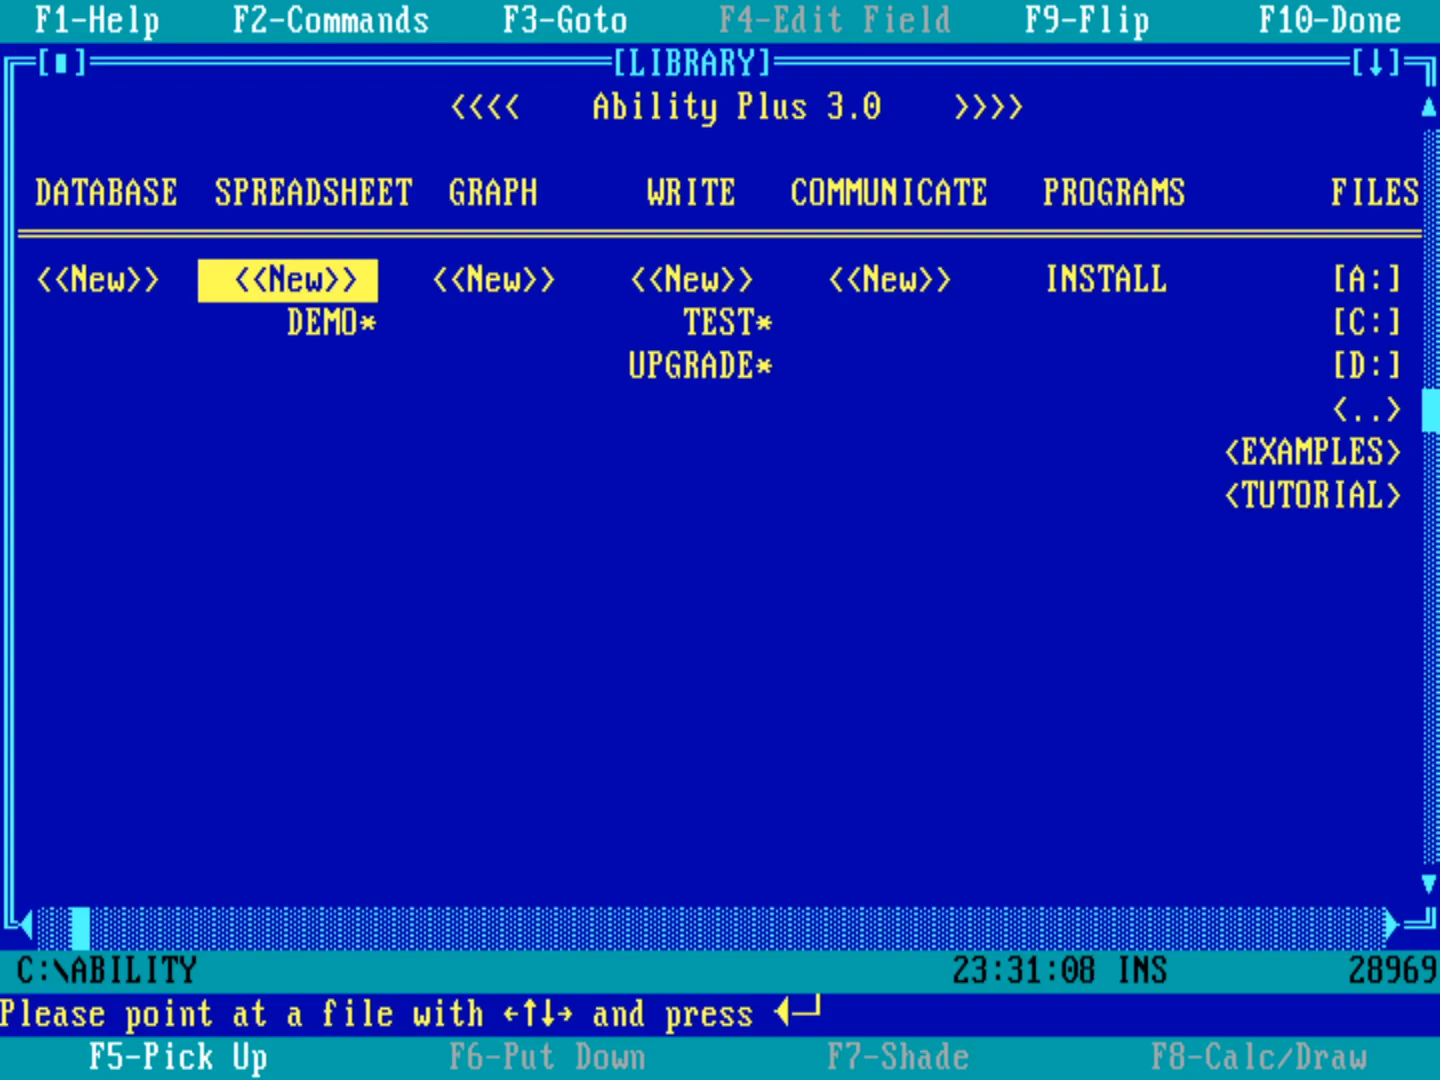 F1-Help F2-Commands F3-Goto F4-Edit Field F9-Flip F10-Done
[▪] [LIBRARY] [↓]
<<<< Ability Plus 3.0 >>>>
DATABASE SPREADSHEET GRAPH WRITE COMMUNICATE PROGRAMS FILES
<<New>> <<New>> <<New>> <<New>> <<New>> INSTALL [A:]
DEMO* TEST* [C:]
UPGRADE* [D:]
<..>
<EXAMPLES>
<TUTORIAL>
C:\ABILITY 23:31:08 INS 28969
Please point at a file with ←↑↓→ and press ◄─┘
F5-Pick Up F6-Put Down F7-Shade F8-Calc/Draw